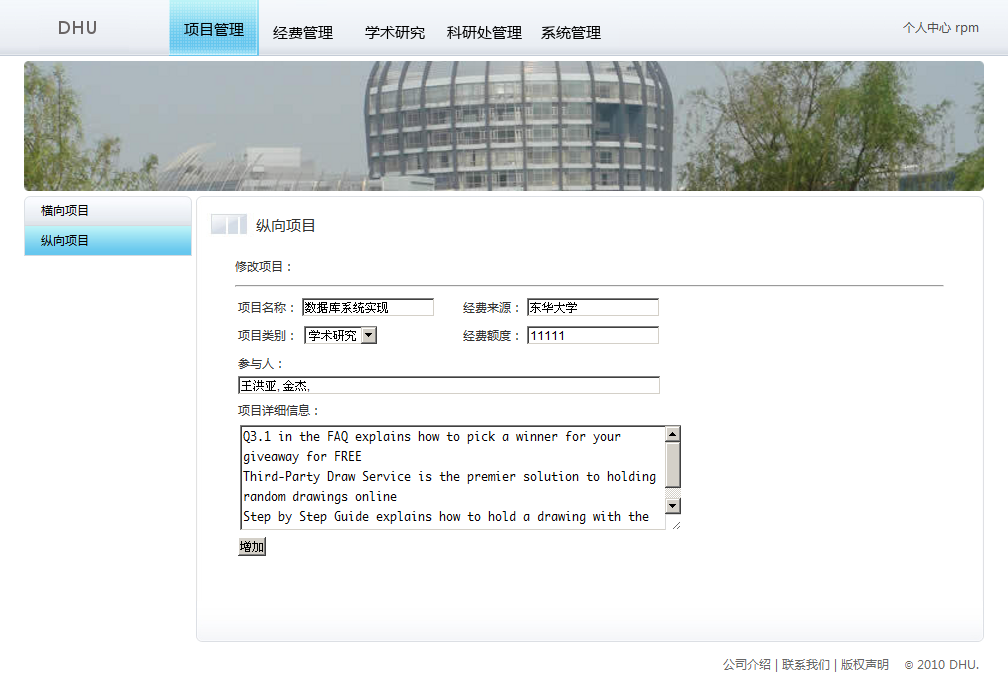 DHU
项目管理 经费管理 学术研究 科研处管理 系统管理
个人中心 rpm
横向项目
纵向项目
纵向项目
修改项目：
项目名称： 数据库系统实现 经费来源： 东华大学
项目类别： 学术研究 经费额度： 11111
参与人：
王洪亚, 金杰,
项目详细信息：
Q3.1 in the FAQ explains how to pick a winner for your
giveaway for FREE
Third-Party Draw Service is the premier solution to holding
random drawings online
Step by Step Guide explains how to hold a drawing with the
增加
公司介绍 | 联系我们 | 版权声明 © 2010 DHU.